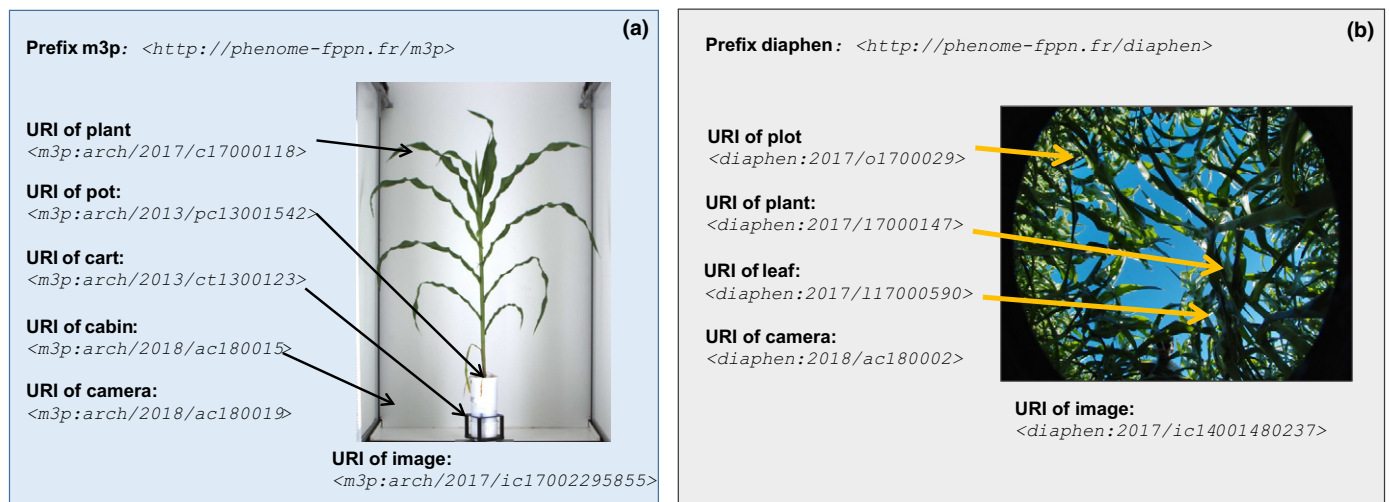 (a)
Prefix m3p: <http://phenome-fppn.fr/m3p>
URI of plant
<m3p:arch/2017/c17000118>
URI of pot:
<m3p:arch/2013/pc13001542>
URI of cart:
<m3p:arch/2013/ct1300123>
URI of cabin:
<m3p:arch/2018/ac180015>
URI of camera:
<m3p:arch/2018/ac180019>
URI of image:
<m3p:arch/2017/ic17002295855>
(b)
Prefix diaphen: <http://phenome-fppn.fr/diaphen>
URI of plot
<diaphen:2017/o1700029>
URI of plant:
<diaphen:2017/17000147>
URI of leaf:
<diaphen:2017/l17000590>
URI of camera:
<diaphen:2018/ac180002>
URI of image:
<diaphen:2017/ic14001480237>